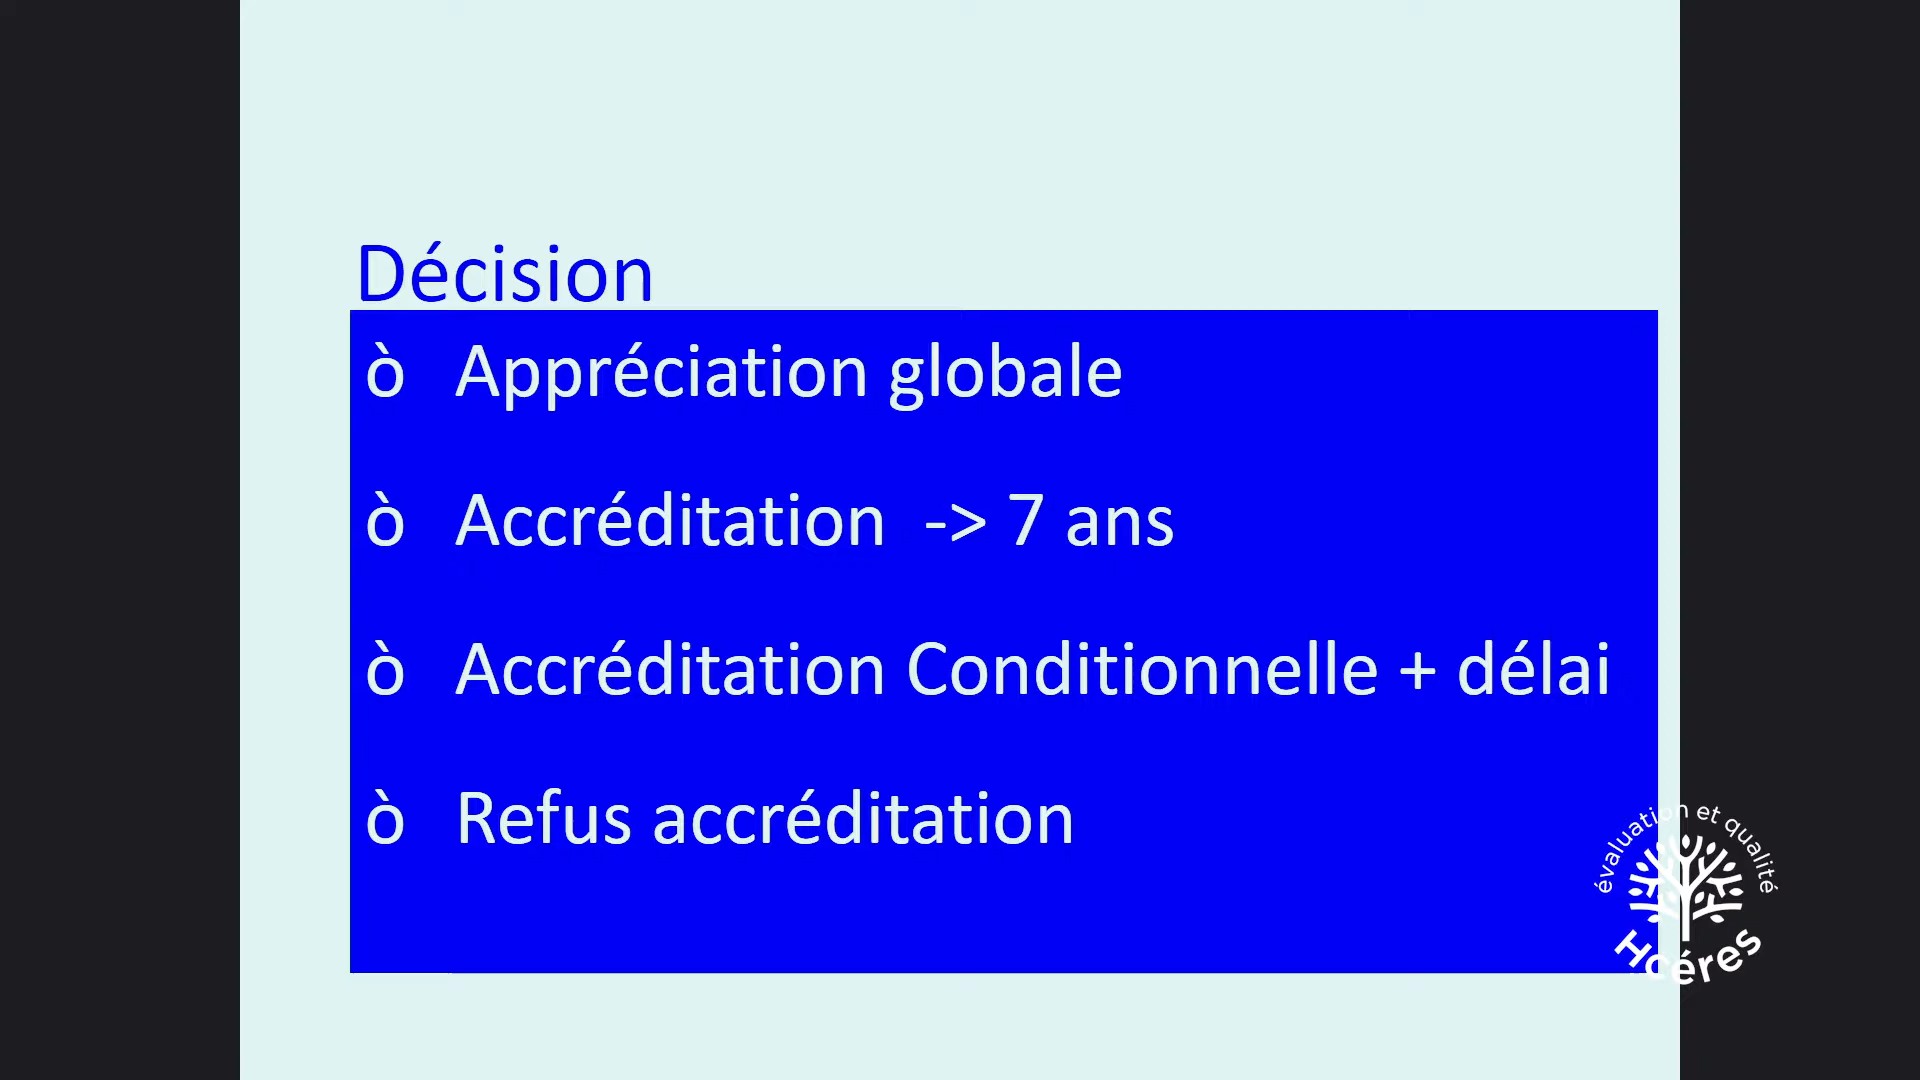 Décision
ò Appréciation globale
ò Accréditation -> 7 ans
ò Accréditation Conditionnelle + délai
ò Refus accréditation
évaluation et qualité
Hcéres